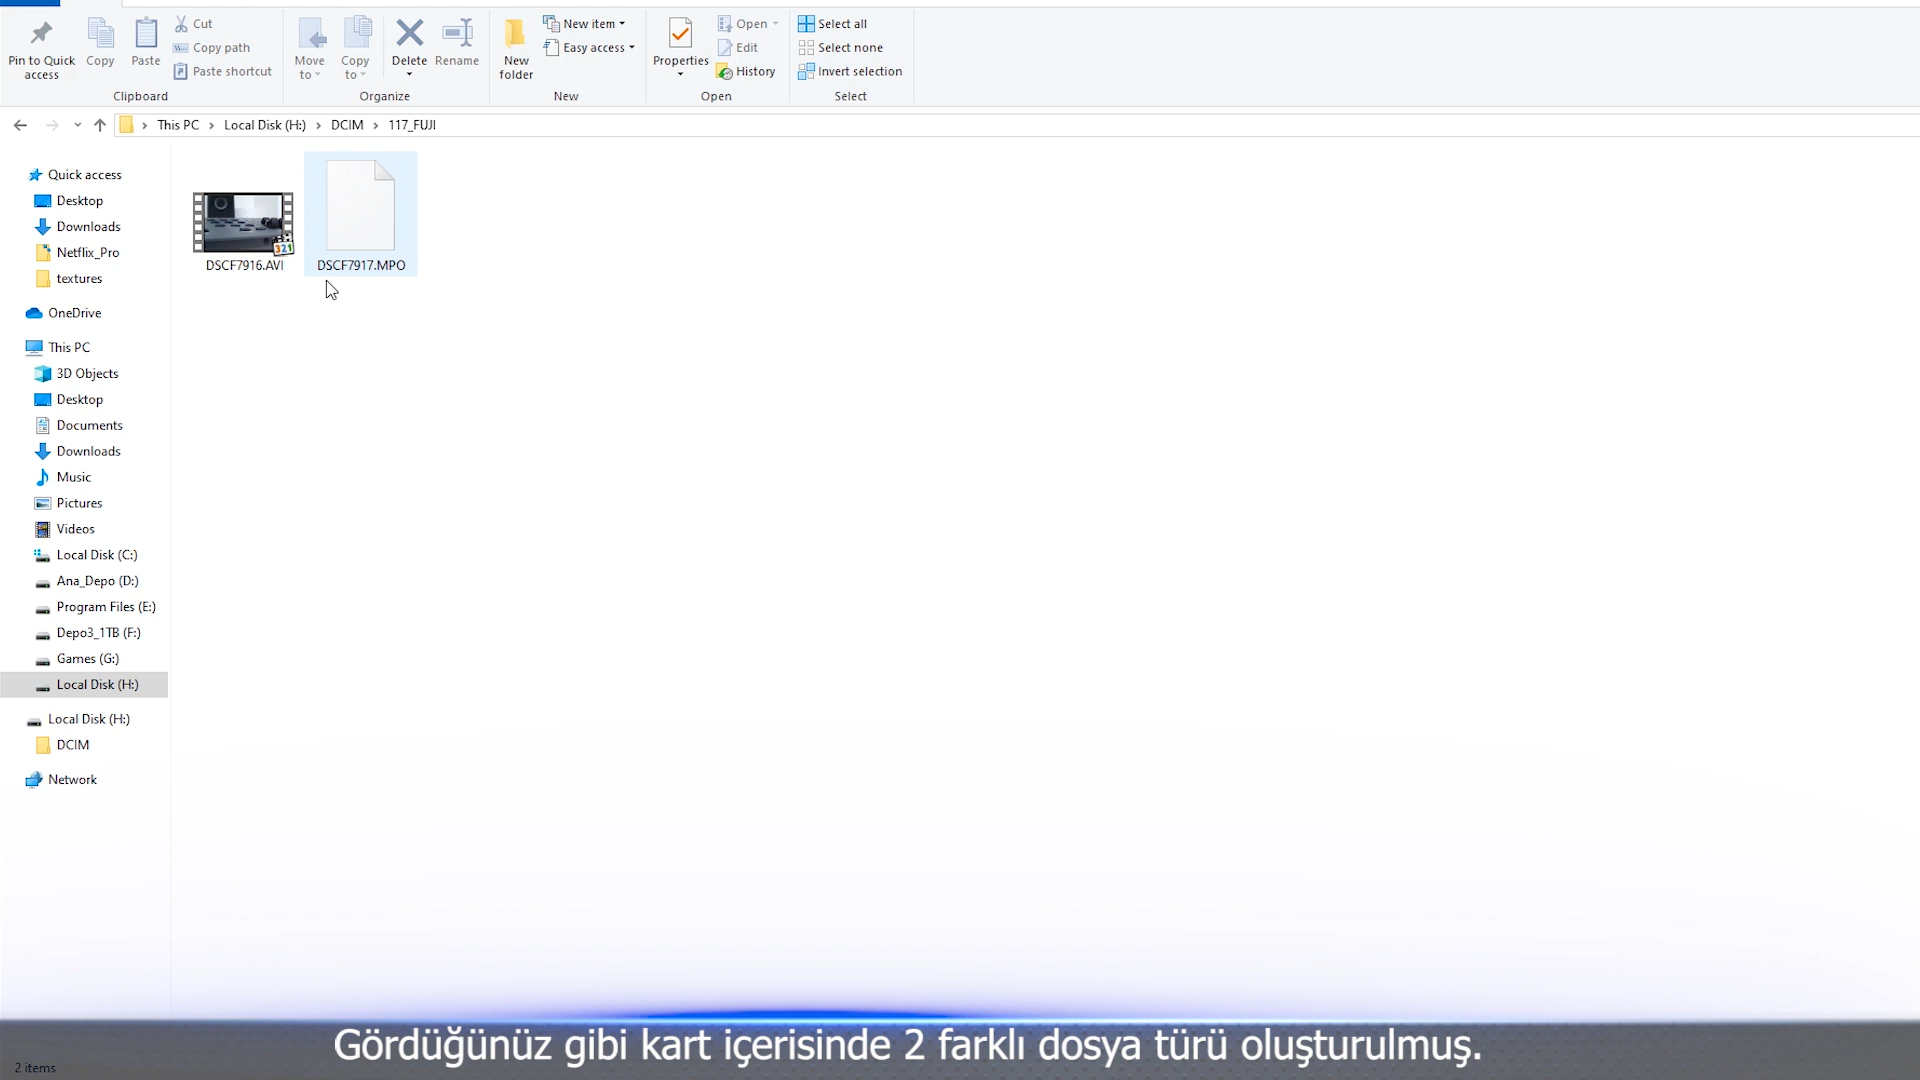 Pin to Quick access
Copy
Paste
Cut
Copy path
Paste shortcut
Clipboard
Move to
Copy to
Delete
Rename
Organize
New folder
New item
Easy access
New
Properties
Open
Edit
History
Open
Select all
Select none
Invert selection
Select
This PC › Local Disk (H:) › DCIM › 117_FUJI
Quick access
Desktop
Downloads
Netflix_Pro
textures
OneDrive
This PC
3D Objects
Desktop
Documents
Downloads
Music
Pictures
Videos
Local Disk (C:)
Ana_Depo (D:)
Program Files (E:)
Depo3_1TB (F:)
Games (G:)
Local Disk (H:)
Local Disk (H:)
DCIM
Network
321
DSCF7916.AVI
DSCF7917.MPO
Gördüğünüz gibi kart içerisinde 2 farklı dosya türü oluşturulmuş.
2 items